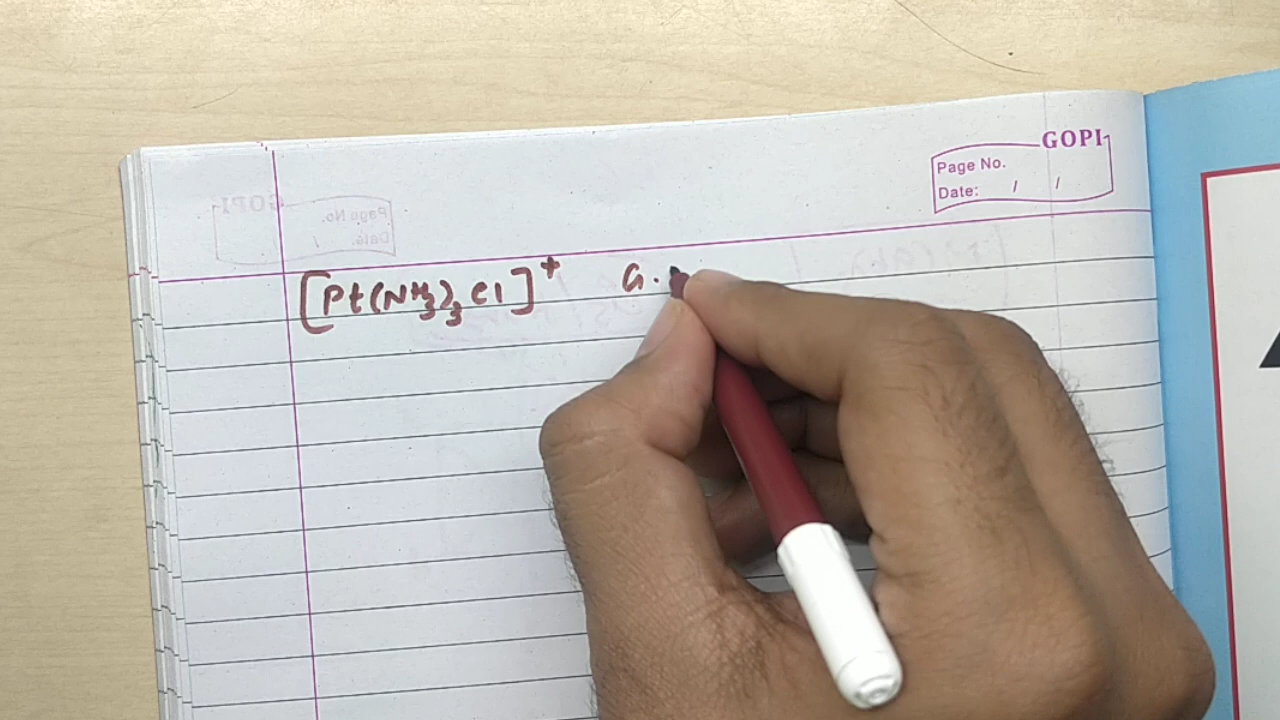 GOPI
Page No.
Date: / /
[Pt(NH3)3Cl]+ G.